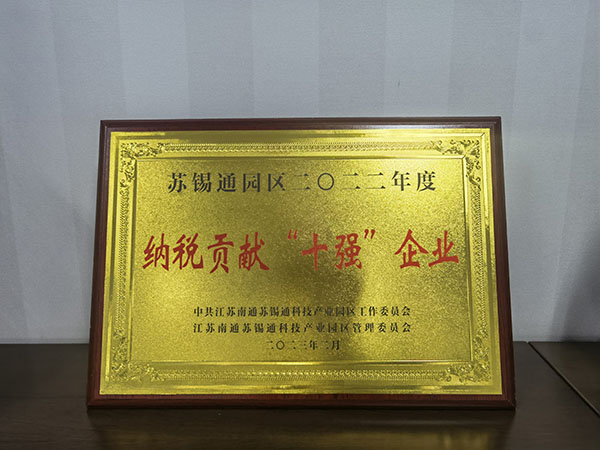 苏锡通园区二〇二二年度
纳税贡献“十强”企业
中共江苏南通苏锡通科技产业园区工作委员会
江苏南通苏锡通科技产业园区管理委员会
二〇二三年二月